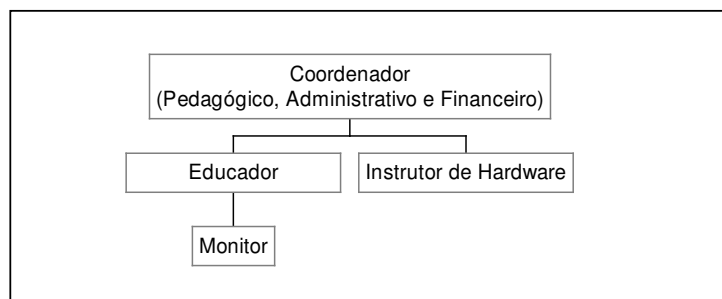 Coordenador
(Pedagógico, Administrativo e Financeiro)
Educador
Instrutor de Hardware
Monitor